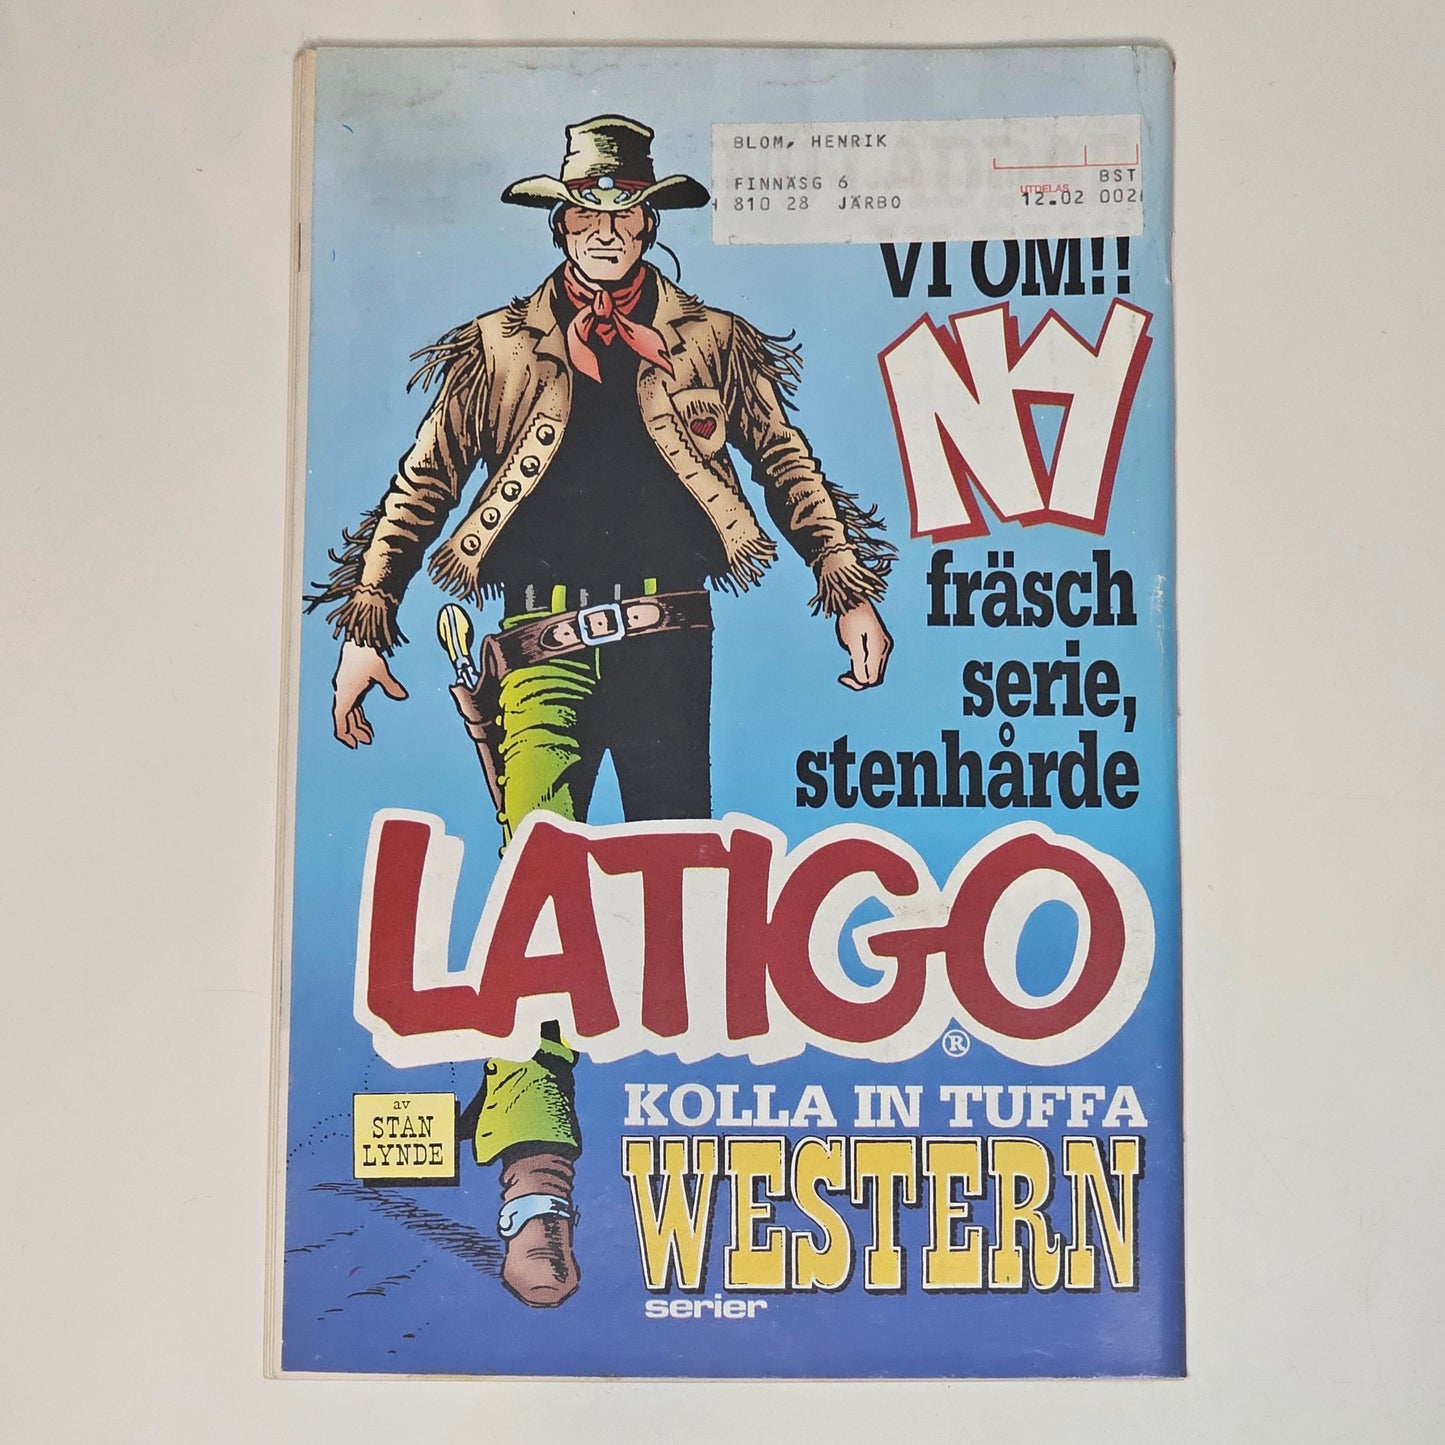 BLOM, HENRIK
FINNÄSG 6
BST
810 28 JÄRBO
UTDELAS
12.02 002
VI OM!!
NY
fräsch
serie,
stenhårde
LATIGO
®
av
STAN
LYNDE
KOLLA IN TUFFA
WESTERN
serier